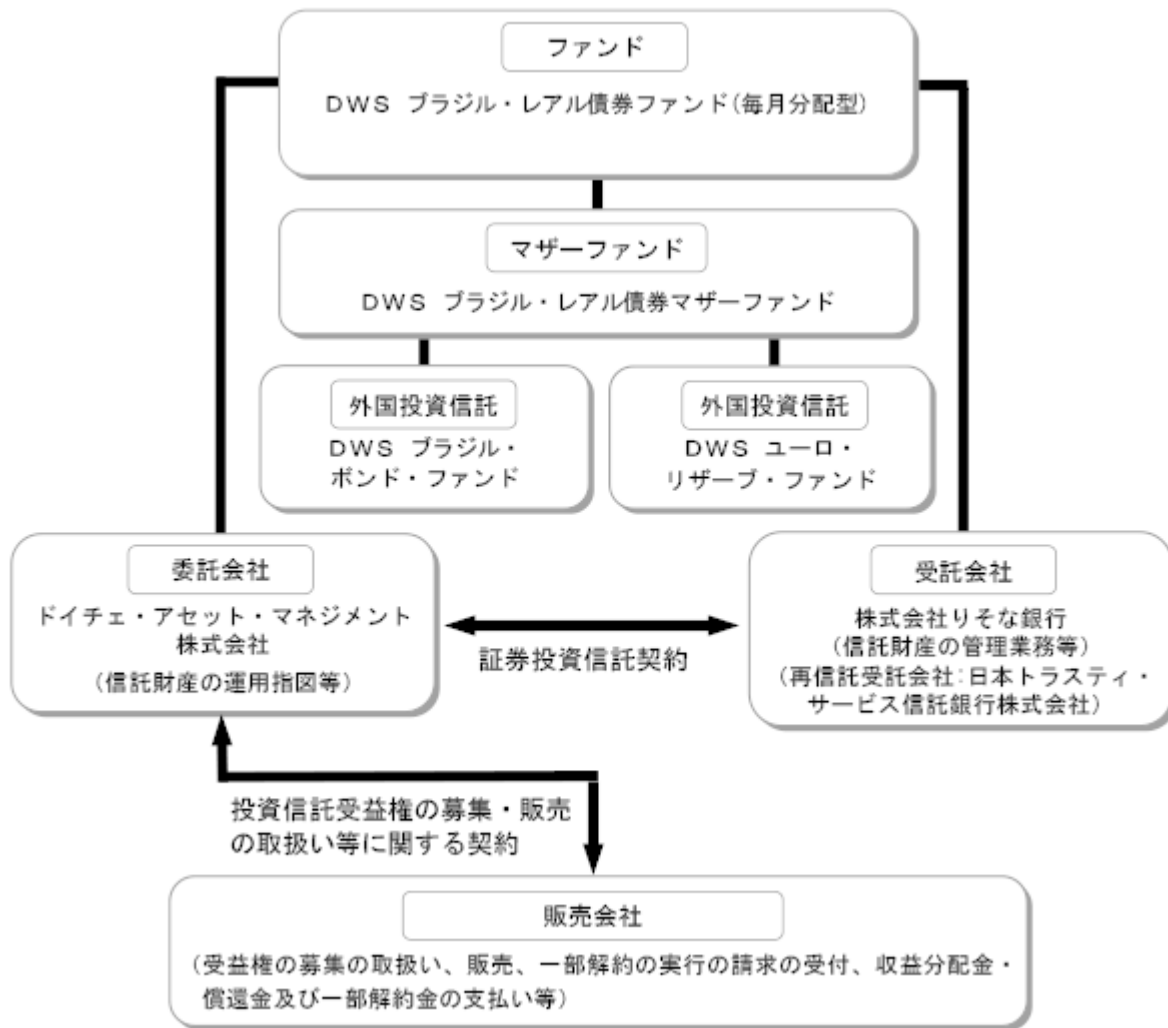 ファンド
DWS ブラジル・レアル債券ファンド(毎月分配型)
マザーファンド
DWS ブラジル・レアル債券マザーファンド
外国投資信託
DWS ブラジル・
ボンド・ファンド
外国投資信託
DWS ユーロ・
リザーブ・ファンド
委託会社
ドイチェ・アセット・マネジメント
株式会社
(信託財産の運用指図等)
証券投資信託契約
受託会社
株式会社りそな銀行
(信託財産の管理業務等)
(再信託受託会社:日本トラスティ・
サービス信託銀行株式会社)
投資信託受益権の募集・販売
の取扱い等に関する契約
販売会社
(受益権の募集の取扱い、販売、一部解約の実行の請求の受付、収益分配金・
償還金及び一部解約金の支払い等)